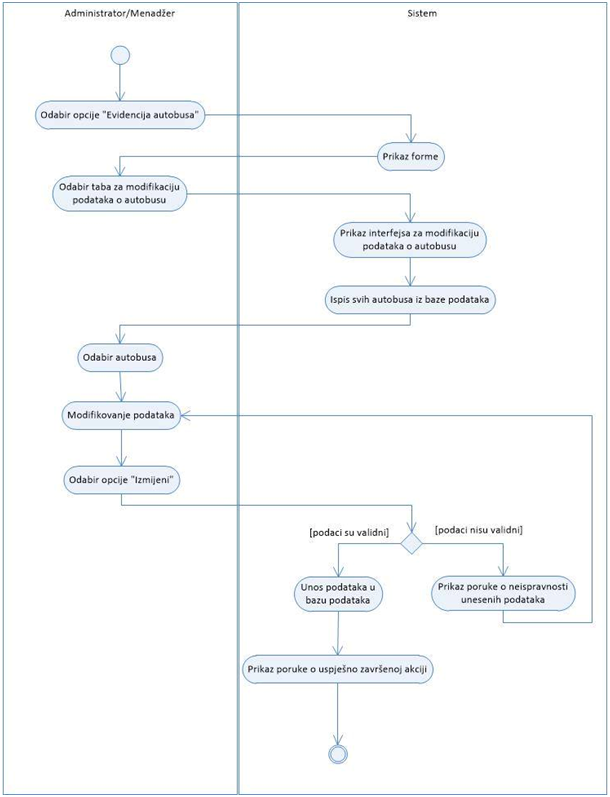 Administrator/Menadžer
Sistem
Odabir opcije "Evidencija autobusa"
Prikaz forme
Odabir taba za modifikaciju
podataka o autobusu
Prikaz interfejsa za modifikaciju
podataka o autobusu
Ispis svih autobusa iz baze podataka
Odabir autobusa
Modifikovanje podataka
Odabir opcije "Izmijeni"
[podaci su validni]
[podaci nisu validni]
Unos podataka u
bazu podataka
Prikaz poruke o neispravnosti
unesenih podataka
Prikaz poruke o uspješno završenoj akciji